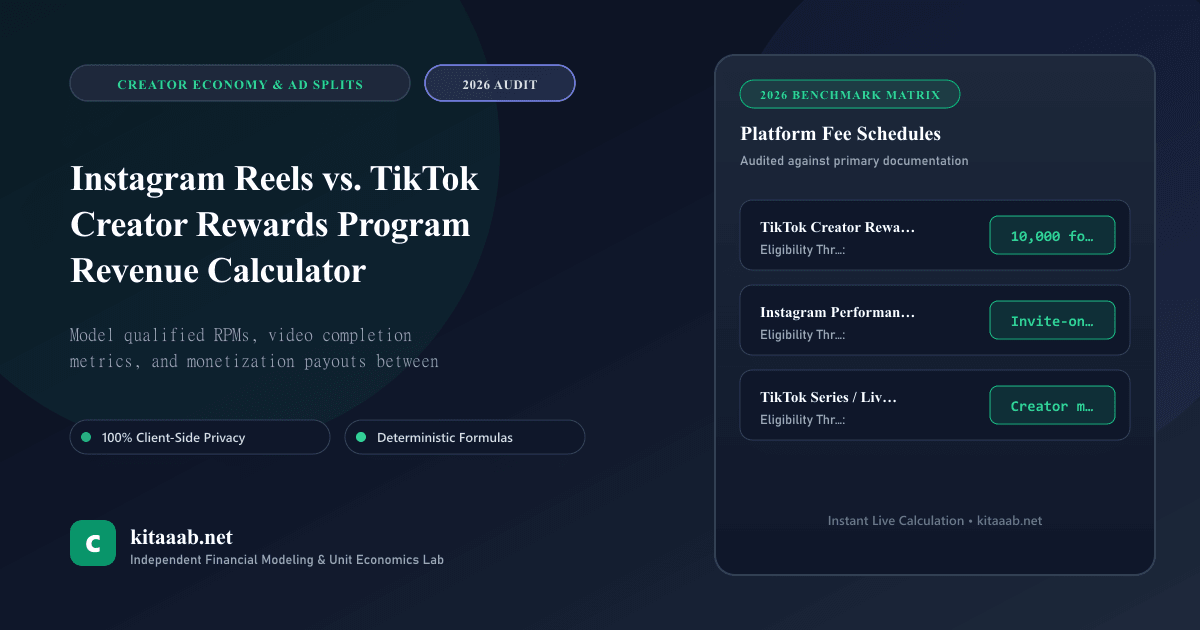 CREATOR ECONOMY & AD SPLITS
2026 AUDIT
Instagram Reels vs. TikTok
Creator Rewards Program
Revenue Calculator
Model qualified RPMs, video completion
metrics, and monetization payouts between
100% Client-Side Privacy
Deterministic Formulas
C
kitaaab.net
Independent Financial Modeling & Unit Economics Lab
2026 BENCHMARK MATRIX
Platform Fee Schedules
Audited against primary documentation
TikTok Creator Rewa...
Eligibility Thr...:
10,000 fo...
Instagram Performan...
Eligibility Thr...:
Invite-on...
TikTok Series / Liv...
Eligibility Thr...:
Creator m...
Instant Live Calculation • kitaaab.net